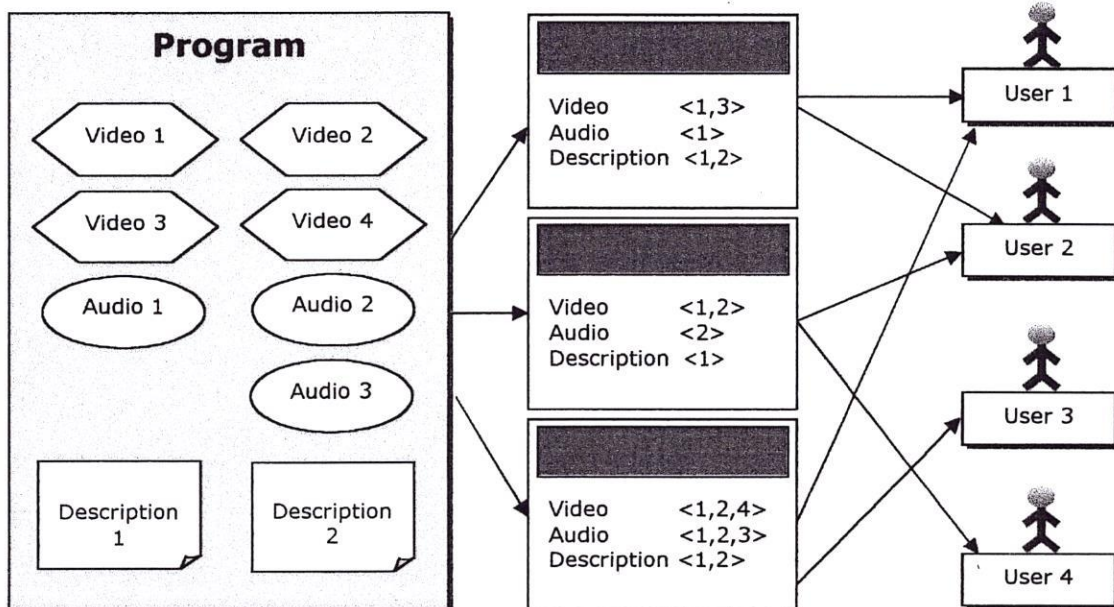 Program
Video 1
Video 2
Video 3
Video 4
Audio 1
Audio 2
Audio 3
Description
1
Description
2
Video <1,3>
Audio <1>
Description <1,2>
Video <1,2>
Audio <2>
Description <1>
Video <1,2,4>
Audio <1,2,3>
Description <1,2>
User 1
User 2
User 3
User 4